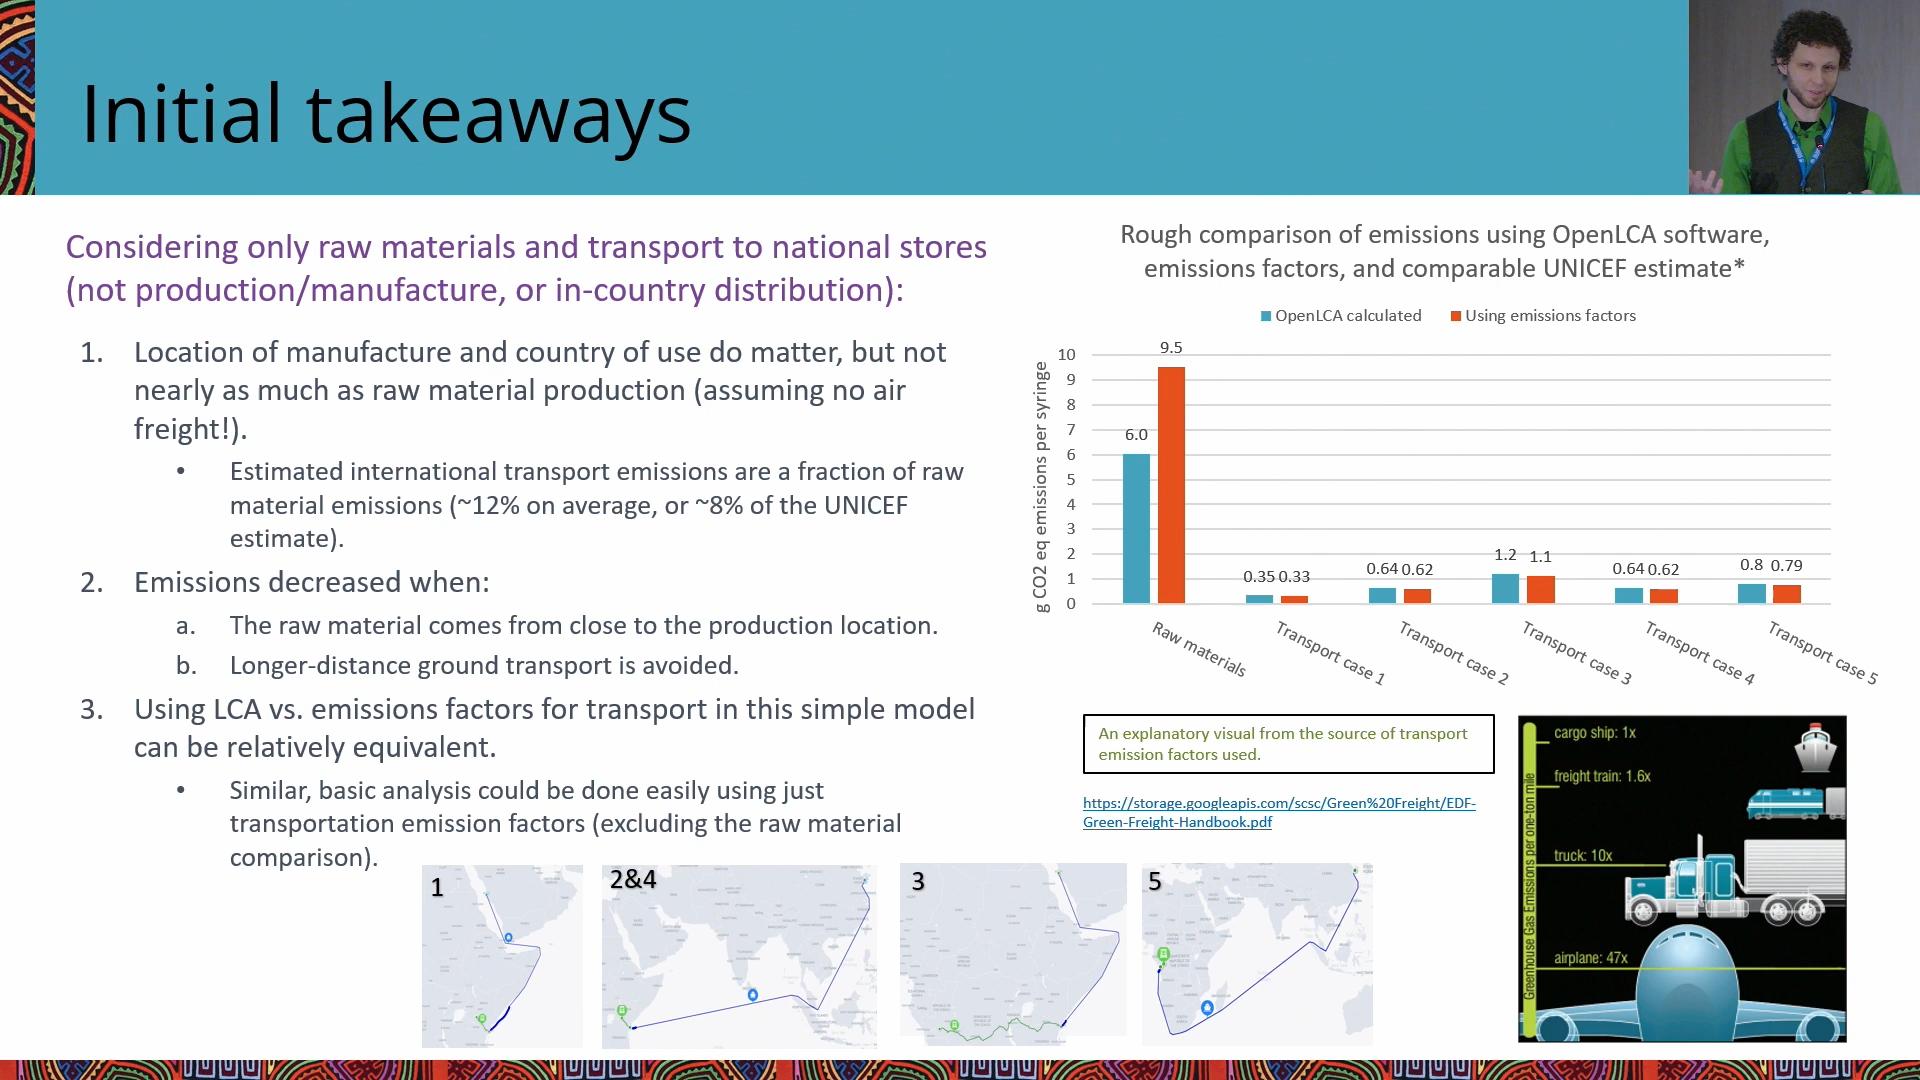 Initial takeaways
Considering only raw materials and transport to national stores
(not production/manufacture, or in-country distribution):
1. Location of manufacture and country of use do matter, but not
nearly as much as raw material production (assuming no air
freight!).
• Estimated international transport emissions are a fraction of raw
material emissions (~12% on average, or ~8% of the UNICEF
estimate).
2. Emissions decreased when:
a. The raw material comes from close to the production location.
b. Longer-distance ground transport is avoided.
3. Using LCA vs. emissions factors for transport in this simple model
can be relatively equivalent.
• Similar, basic analysis could be done easily using just
transportation emission factors (excluding the raw material
comparison).
Rough comparison of emissions using OpenLCA software,
emissions factors, and comparable UNICEF estimate*
OpenLCA calculated Using emissions factors
g CO2 eq emissions per syringe
10
9
8
7
6
5
4
3
2
1
0
6.0 9.5
0.35 0.33
0.64 0.62
1.2 1.1
0.64 0.62
0.8 0.79
Raw materials
Transport case 1
Transport case 2
Transport case 3
Transport case 4
Transport case 5
An explanatory visual from the source of transport
emission factors used.
https://storage.googleapis.com/scsc/Green%20Freight/EDF-
Green-Freight-Handbook.pdf
Greenhouse Gas Emissions per one-ton mile
cargo ship: 1x
freight train: 1.6x
truck: 10x
airplane: 47x
1
2&4
3
5